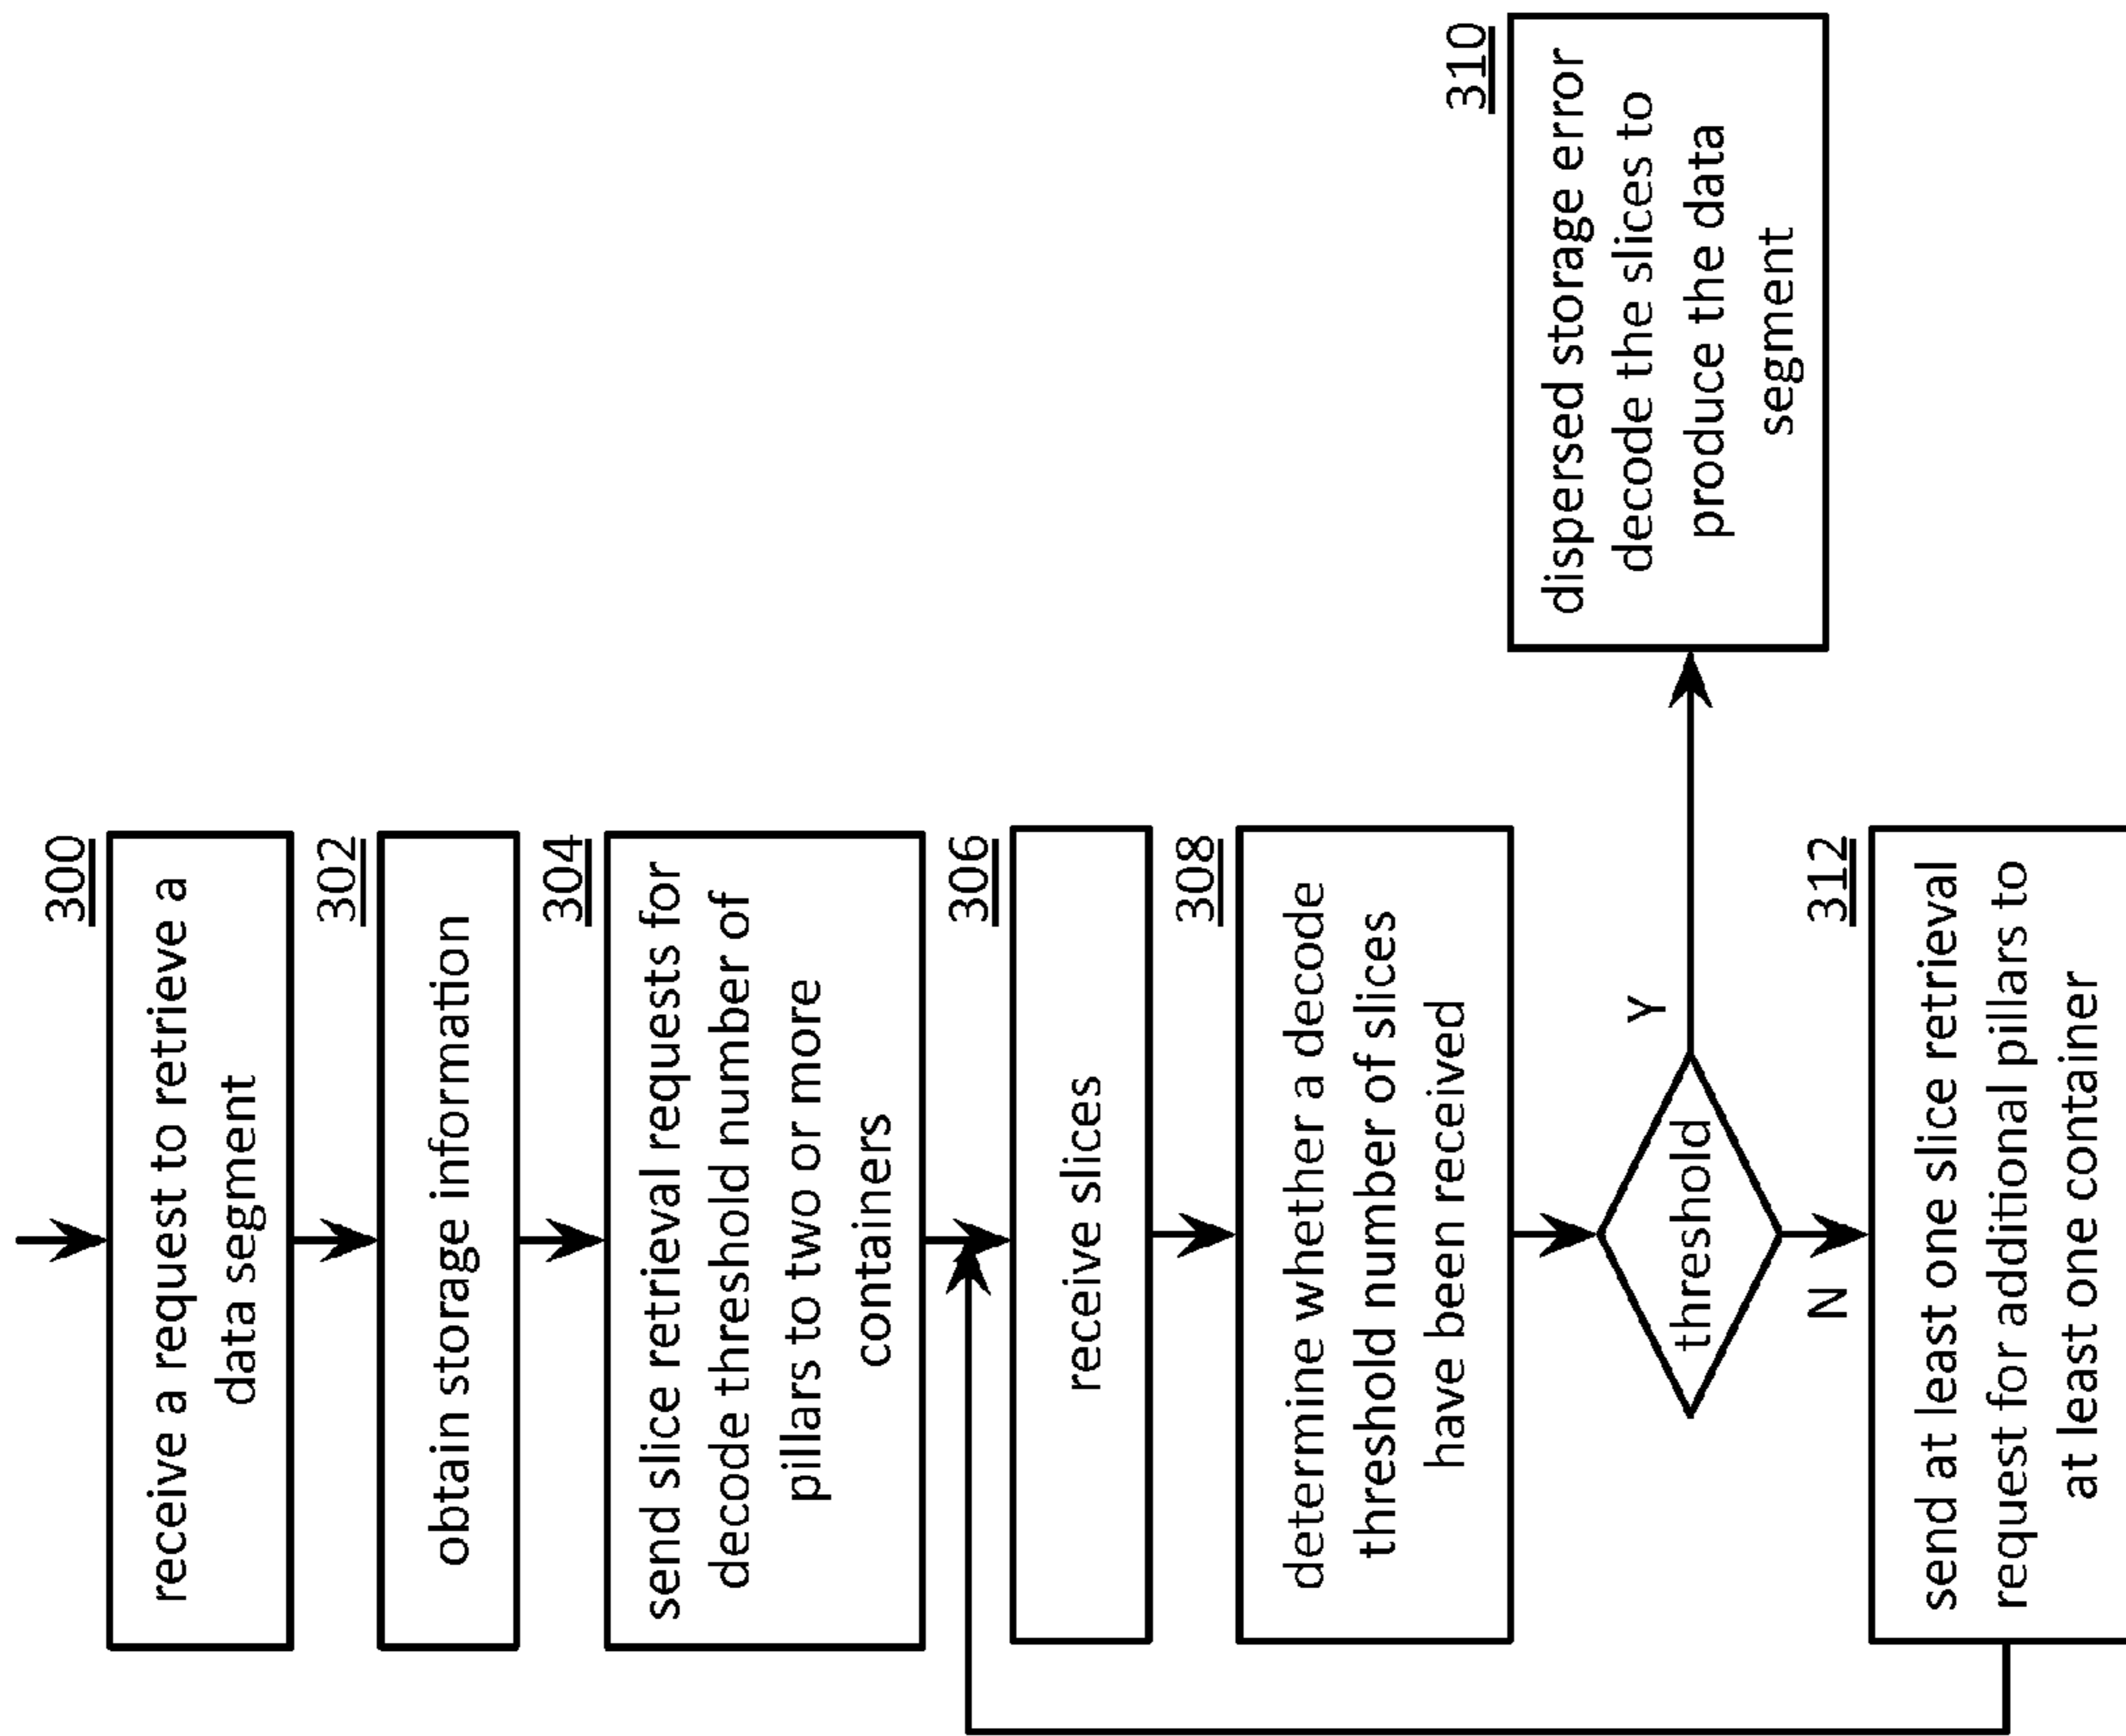 300
receive a request to retrieve a
data segment
302
obtain storage information
304
send slice retrieval requests for
decode threshold number of
pillars to two or more
containers
306
receive slices
308
determine whether a decode
threshold number of slices
have been received
threshold
Y
N
310
dispersed storage error
decode the slices to
produce the data
segment
312
send at least one slice retrieval
request for additional pillars to
at least one container